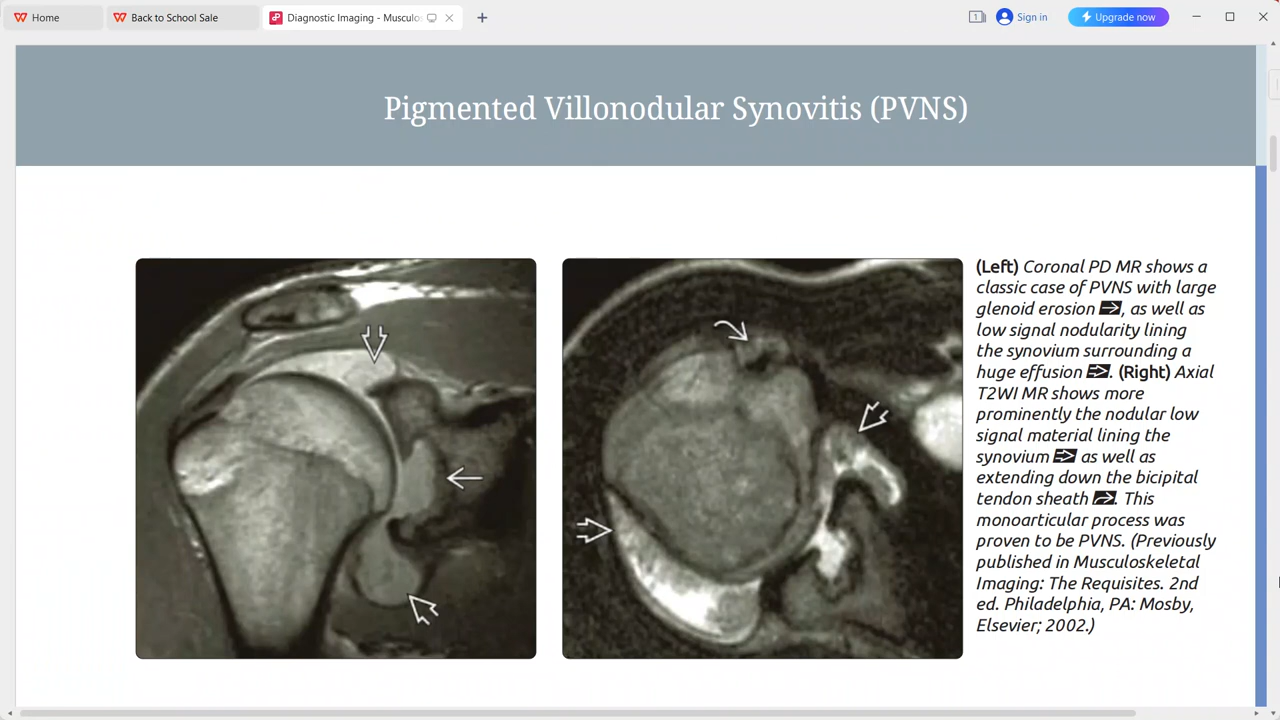 Home
Back to School Sale
Diagnostic Imaging - Musculo
Sign in
Upgrade now
Pigmented Villonodular Synovitis (PVNS)
(Left) Coronal PD MR shows a
classic case of PVNS with large
glenoid erosion ➡, as well as
low signal nodularity lining
the synovium surrounding a
huge effusion ➡. (Right) Axial
T2WI MR shows more
prominently the nodular low
signal material lining the
synovium ➡ as well as
extending down the bicipital
tendon sheath ➡. This
monoarticular process was
proven to be PVNS. (Previously
published in Musculoskeletal
Imaging: The Requisites. 2nd
ed. Philadelphia, PA: Mosby,
Elsevier; 2002.)